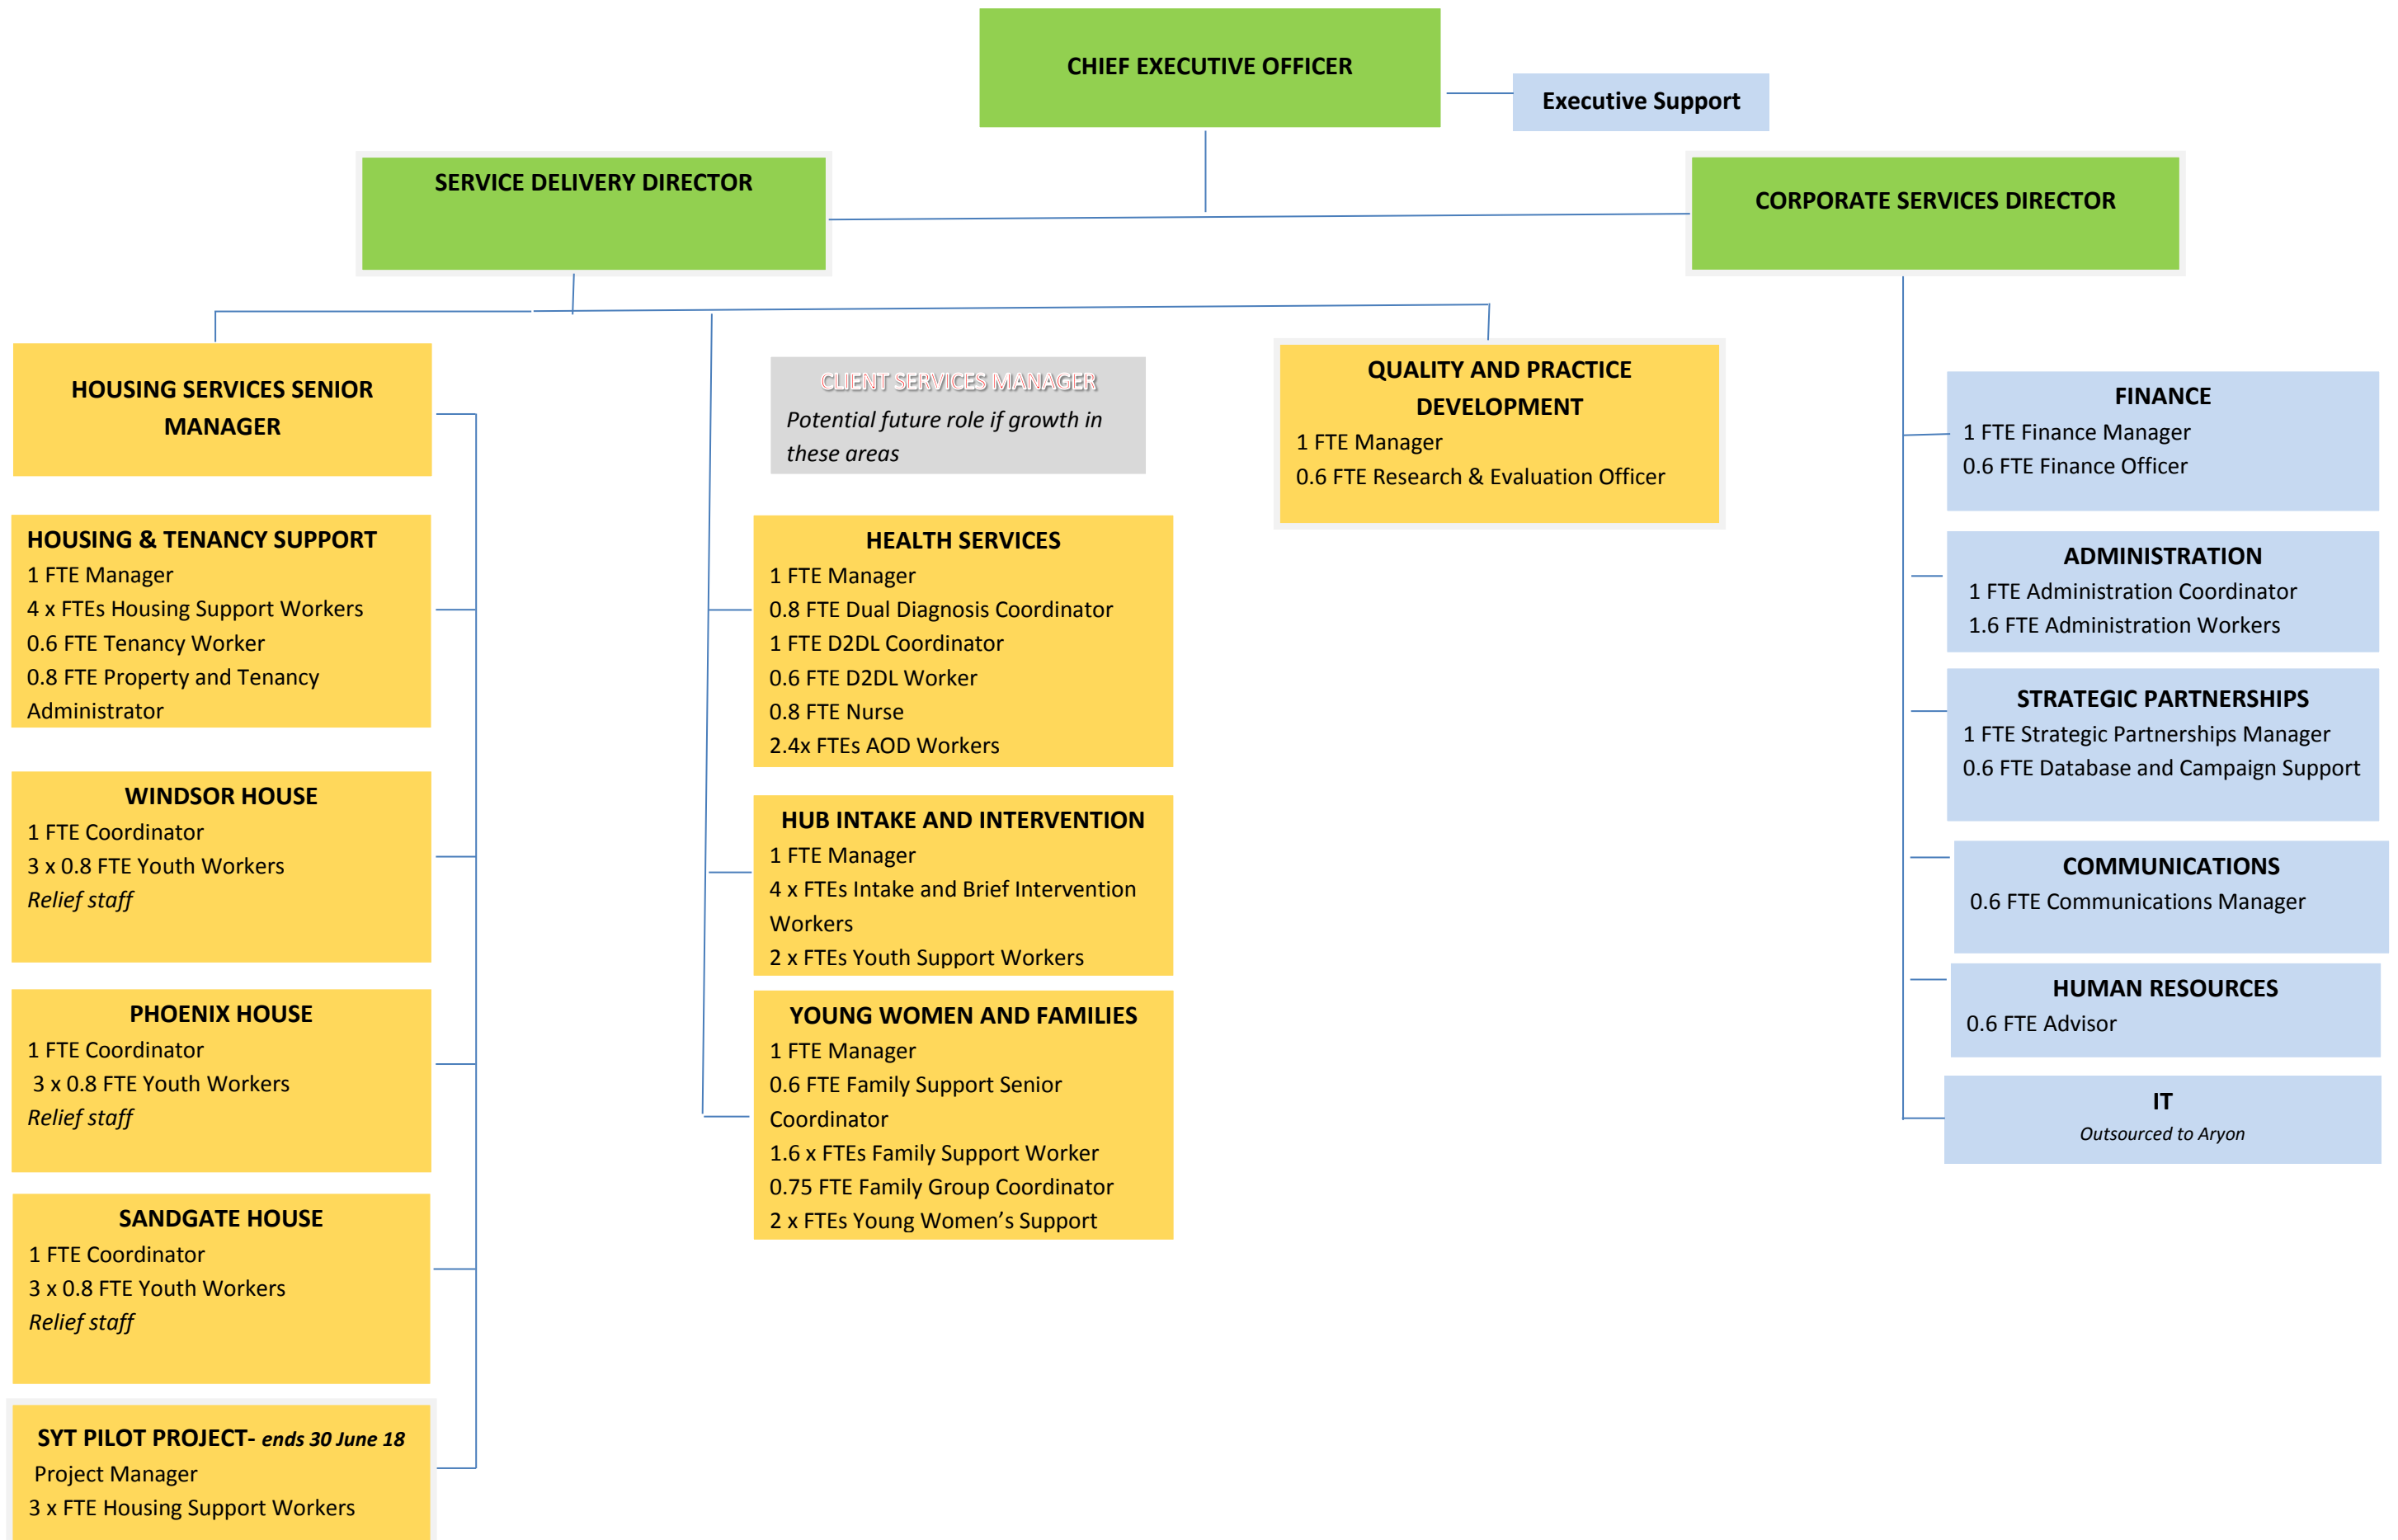 CHIEF EXECUTIVE OFFICER
Executive Support
SERVICE DELIVERY DIRECTOR
CORPORATE SERVICES DIRECTOR
HOUSING SERVICES SENIOR
MANAGER
HOUSING & TENANCY SUPPORT
1 FTE Manager
4 x FTEs Housing Support Workers
0.6 FTE Tenancy Worker
0.8 FTE Property and Tenancy
Administrator
WINDSOR HOUSE
1 FTE Coordinator
3 x 0.8 FTE Youth Workers
Relief staff
PHOENIX HOUSE
1 FTE Coordinator
3 x 0.8 FTE Youth Workers
Relief staff
SANDGATE HOUSE
1 FTE Coordinator
3 x 0.8 FTE Youth Workers
Relief staff
SYT PILOT PROJECT- ends 30 June 18
Project Manager
3 x FTE Housing Support Workers
CLIENT SERVICES MANAGER
Potential future role if growth in
these areas
HEALTH SERVICES
1 FTE Manager
0.8 FTE Dual Diagnosis Coordinator
1 FTE D2DL Coordinator
0.6 FTE D2DL Worker
0.8 FTE Nurse
2.4x FTEs AOD Workers
HUB INTAKE AND INTERVENTION
1 FTE Manager
4 x FTEs Intake and Brief Intervention
Workers
2 x FTEs Youth Support Workers
YOUNG WOMEN AND FAMILIES
1 FTE Manager
0.6 FTE Family Support Senior
Coordinator
1.6 x FTEs Family Support Worker
0.75 FTE Family Group Coordinator
2 x FTEs Young Women’s Support
QUALITY AND PRACTICE
DEVELOPMENT
1 FTE Manager
0.6 FTE Research & Evaluation Officer
FINANCE
1 FTE Finance Manager
0.6 FTE Finance Officer
ADMINISTRATION
1 FTE Administration Coordinator
1.6 FTE Administration Workers
STRATEGIC PARTNERSHIPS
1 FTE Strategic Partnerships Manager
0.6 FTE Database and Campaign Support
COMMUNICATIONS
0.6 FTE Communications Manager
HUMAN RESOURCES
0.6 FTE Advisor
IT
Outsourced to Aryon